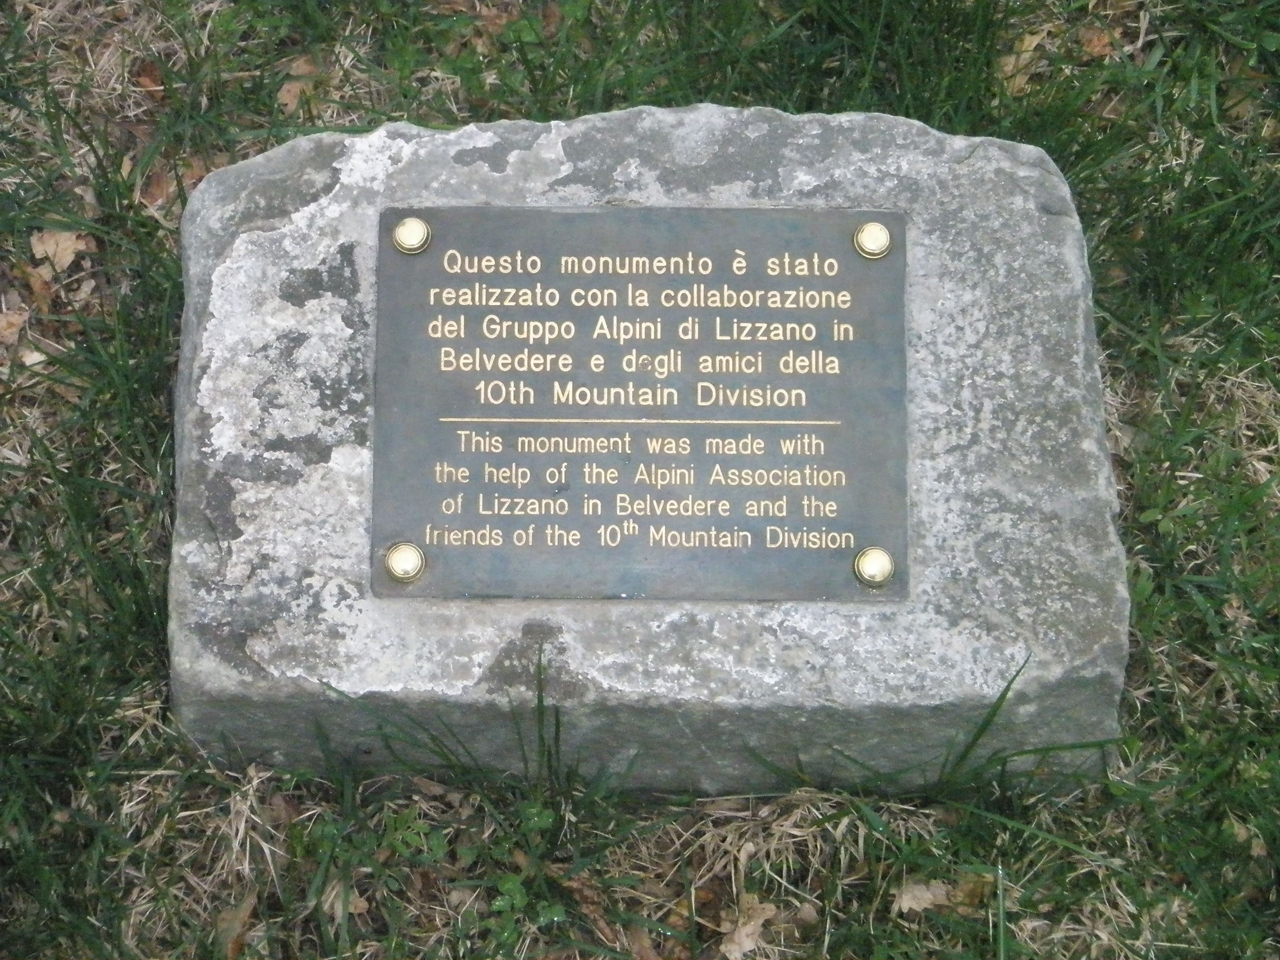 Questo monumento è stato
realizzato con la collaborazione
del Gruppo Alpini di Lizzano in
Belvedere e degli amici della
10th Mountain Division
This monument was made with
the help of the Alpini Association
of Lizzano in Belvedere and the
friends of the 10th Mountain Division